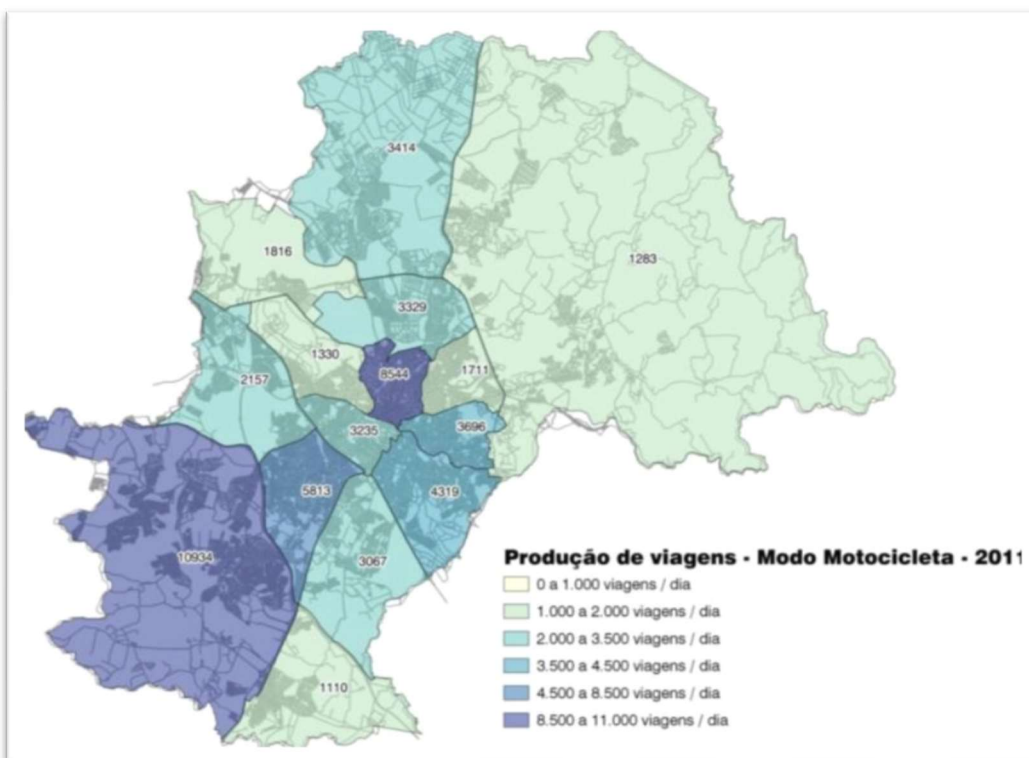 3414
1816
1283
3329
1330
8544
1711
2157
3235
3696
5813
4319
10934
3067
1110
Produção de viagens - Modo Motocicleta - 2011
0 a 1.000 viagens / dia
1.000 a 2.000 viagens / dia
2.000 a 3.500 viagens / dia
3.500 a 4.500 viagens / dia
4.500 a 8.500 viagens / dia
8.500 a 11.000 viagens / dia